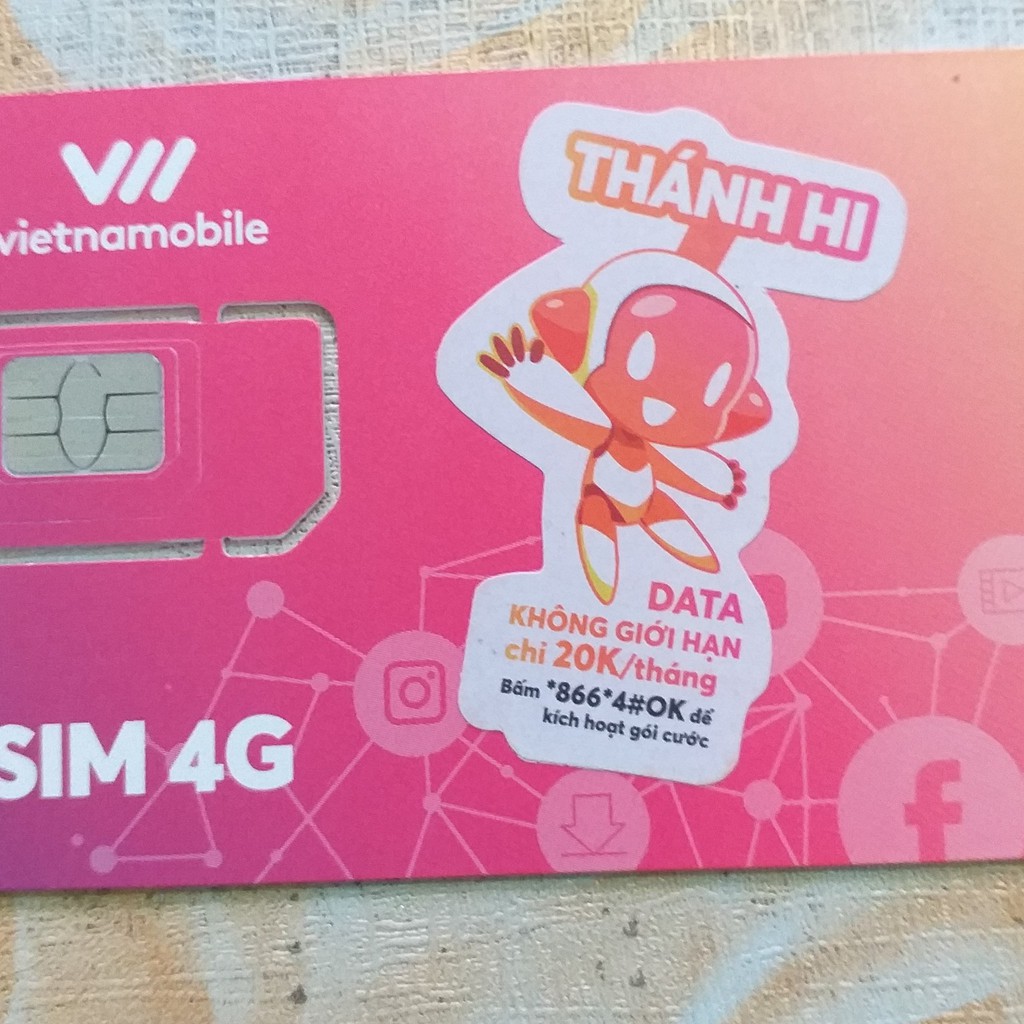 vietnamobile
THÁNH HI
DATA
KHÔNG GIỚI HẠN
chỉ 20K/tháng
Bấm *866*4#OK để
kích hoạt gói cước
SIM 4G